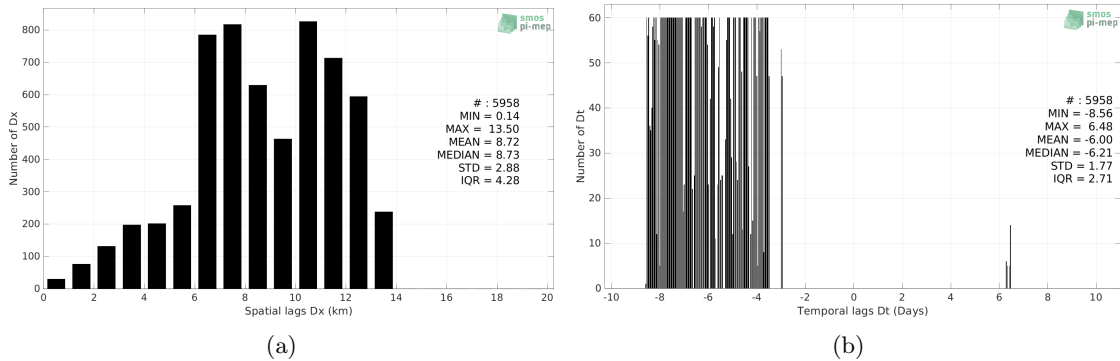 smos
pi-mep
800
700
600
500
400
300
200
100
0
Number of Dx
# : 5958
MIN = 0.14
MAX = 13.50
MEAN = 8.72
MEDIAN = 8.73
STD = 2.88
IQR = 4.28
0 2 4 6 8 10 12 14 16 18 20
Spatial lags Dx (km)
(a)
smos
pi-mep
60
50
40
30
20
10
0
Number of Dt
# : 5958
MIN = -8.56
MAX = 6.48
MEAN = -6.00
MEDIAN = -6.21
STD = 1.77
IQR = 2.71
-10 -8 -6 -4 -2 0 2 4 6 8 10
Temporal lags Dt (Days)
(b)